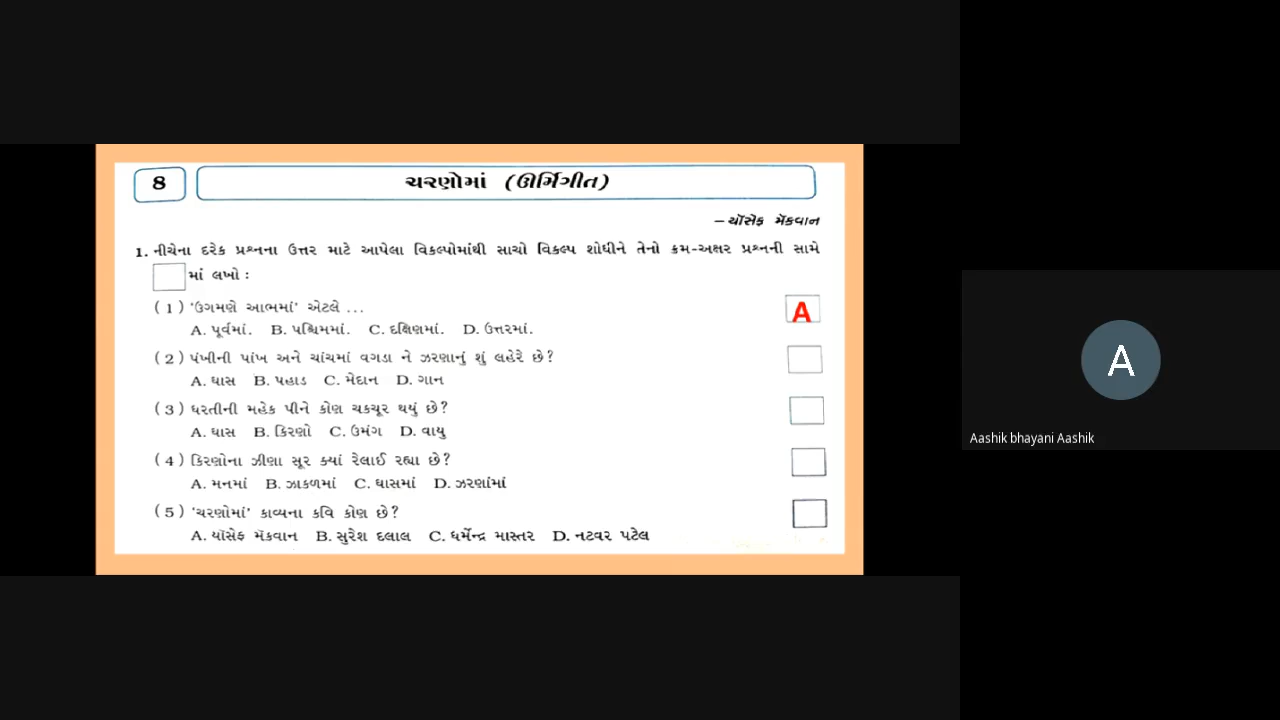 8
ચરણોમાં (ઊર્મિગીત)
– યૉસેફ મૅકવાન
1. નીચેના દરેક પ્રશ્નના ઉત્તર માટે આપેલા વિકલ્પોમાંથી સાચો વિકલ્પ શોધીને તેનો ક્રમ-અક્ષર પ્રશ્નની સામે
માં લખો :
(1) 'ઉગમણે આભમાં' એટલે ...
A
A. પૂર્વમાં. B. પશ્ચિમમાં. C. દક્ષિણમાં. D. ઉત્તરમાં.
(2) પંખીની પાંખ અને ચાંચમાં વગડા ને ઝરણાનું શું લહેરે છે?
A. ઘાસ B. પહાડ C. મેદાન D. ગાન
(3) ધરતીની મહેક પીને કોણ ચકચૂર થયું છે?
A. ઘાસ B. કિરણો C. ઉમંગ D. વાયુ
(4) કિરણોના ઝીણા સૂર ક્યાં રેલાઈ રહ્યા છે?
A. મનમાં B. ઝાકળમાં C. ઘાસમાં D. ઝરણાંમાં
(5) 'ચરણોમાં' કાવ્યના કવિ કોણ છે?
A. યૉસેફ મૅકવાન B. સુરેશ દલાલ C. ધર્મેન્દ્ર માસ્તર D. નટવર પટેલ
A
Aashik bhayani Aashik